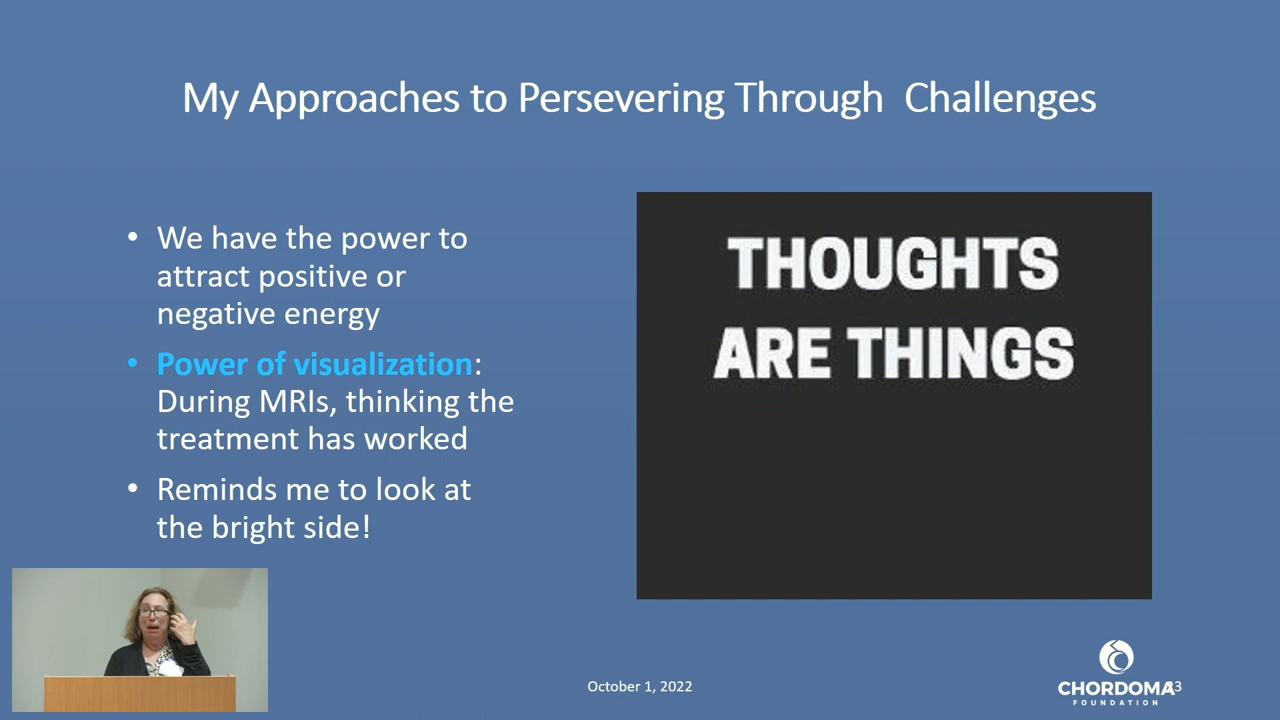 My Approaches to Persevering Through  Challenges
• We have the power to
attract positive or
negative energy
• Power of visualization:
During MRIs, thinking the
treatment has worked
• Reminds me to look at
the bright side!
THOUGHTS
ARE THINGS
October 1, 2022
CHORDOMA
FOUNDATION